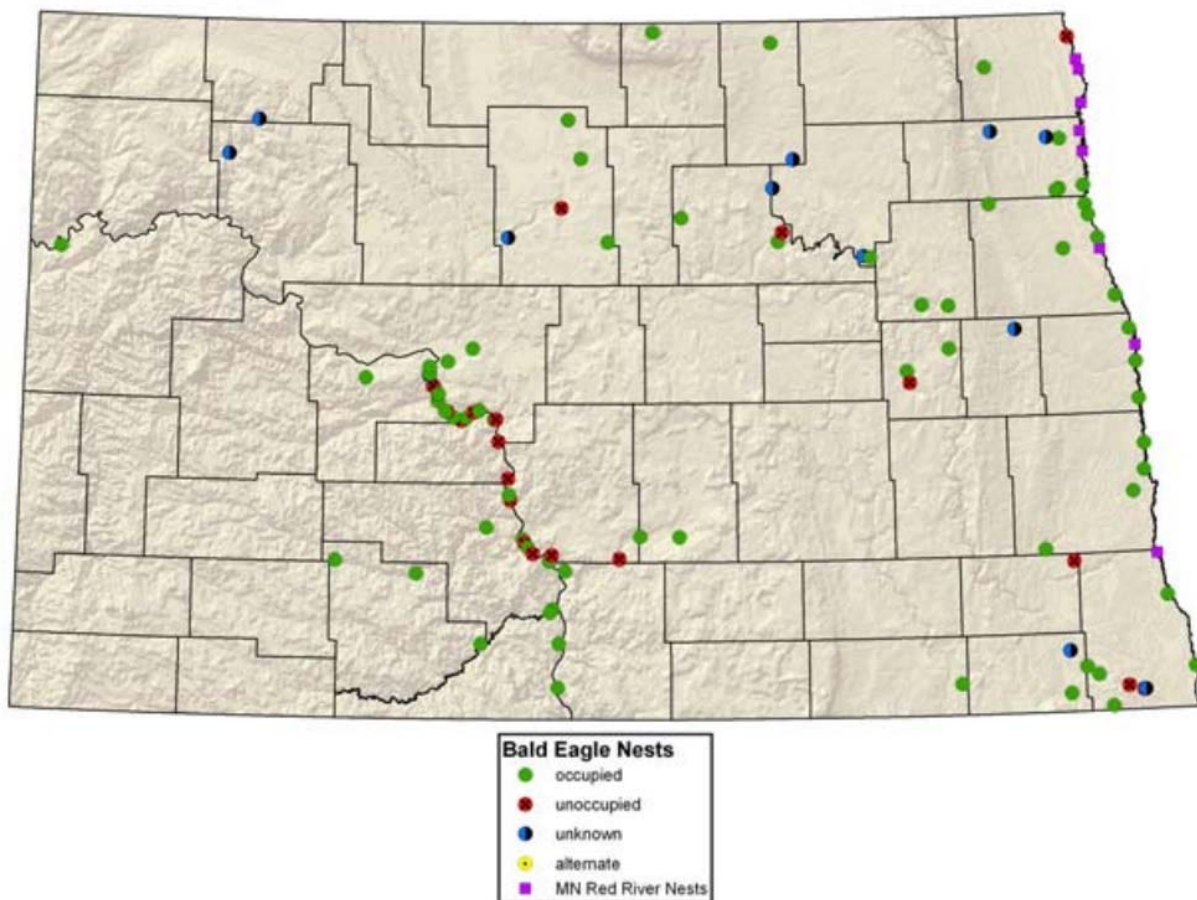 Bald Eagle Nests
occupied
unoccupied
unknown
alternate
MN Red River Nests